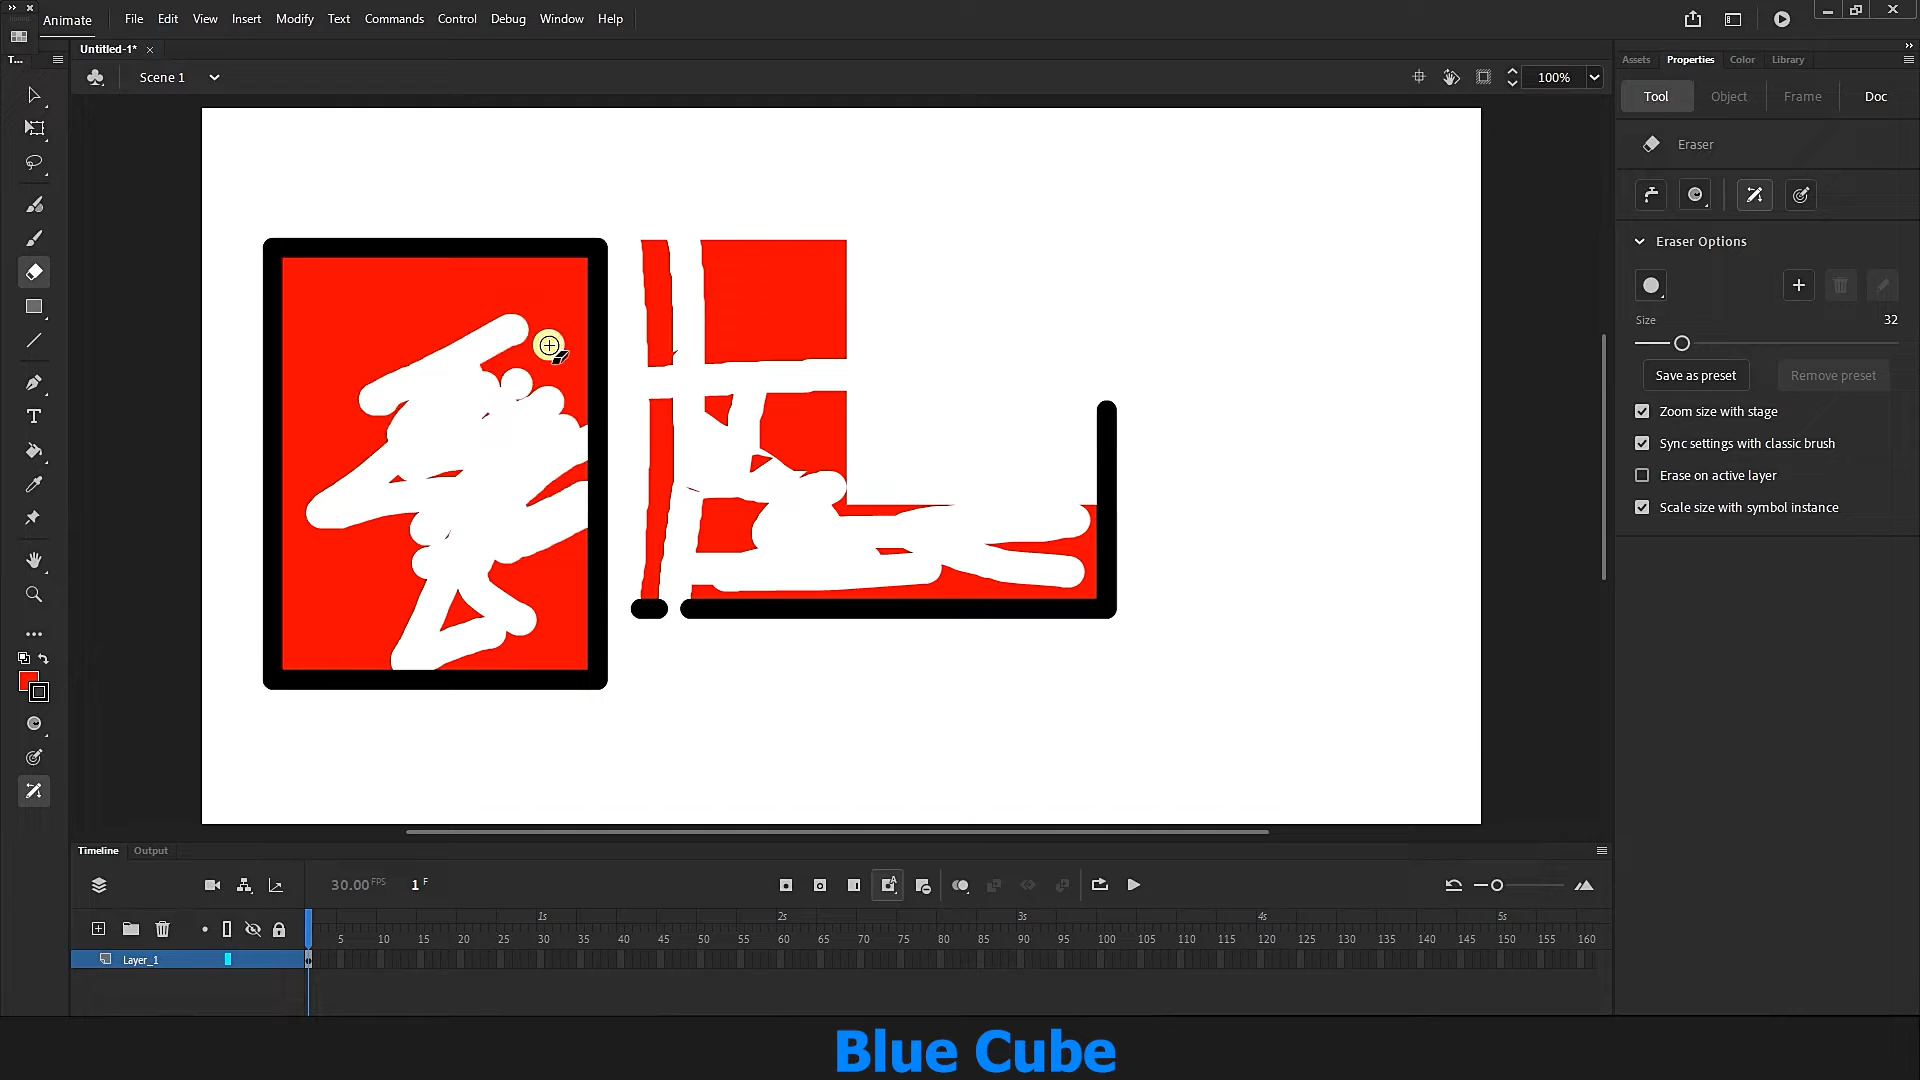 Animate File Edit View Insert Modify Text Commands Control Debug Window Help
T...
Untitled-1*
Scene 1
100%
Assets Properties Color Library
Tool Object Frame Doc
Eraser
Eraser Options
Size 32
Save as preset Remove preset
Zoom size with stage
Sync settings with classic brush
Erase on active layer
Scale size with symbol instance
Timeline Output
30.00 FPS 1 F
1s 2s 3s 4s 5s
5 10 15 20 25 30 35 40 45 50 55 60 65 70 75 80 85 90 95 100 105 110 115 120 125 130 135 140 145 150 155 160
Layer_1
Blue Cube